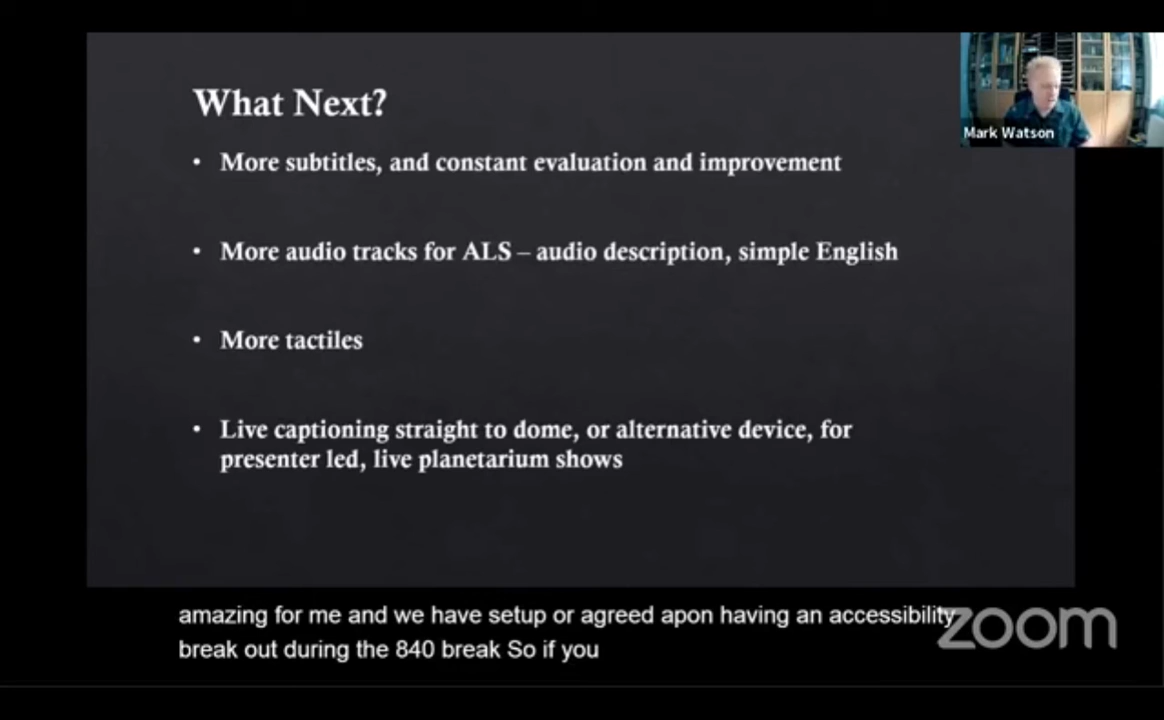 What Next?
• More subtitles, and constant evaluation and improvement
• More audio tracks for ALS – audio description, simple English
• More tactiles
• Live captioning straight to dome, or alternative device, for
presenter led, live planetarium shows
Mark Watson
amazing for me and we have setup or agreed apon having an accessibility
break out during the 840 break So if you
zoom